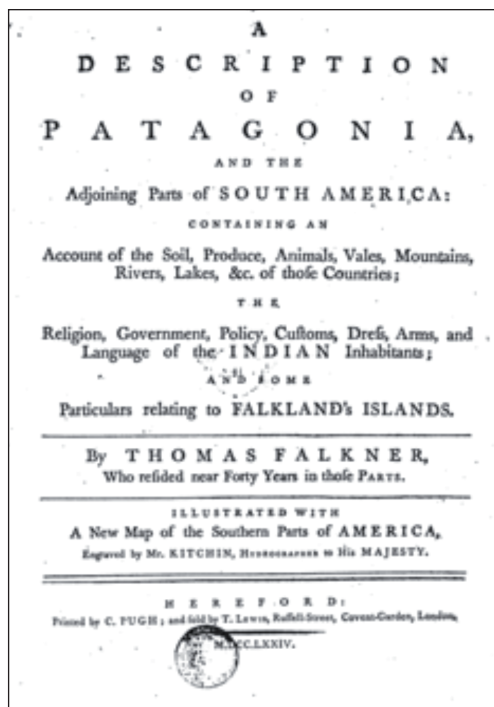 A
DESCRIPTION
OF
PATAGONIA,
AND THE
Adjoining Parts of SOUTH AMERICA:
CONTAINING AN
Account of the Soil, Produce, Animals, Vales, Mountains,
Rivers, Lakes, &c. of thoſe Countries;
THE
Religion, Government, Policy, Cuſtoms, Dreſs, Arms, and
Language of the INDIAN Inhabitants;
AND SOME
Particulars relating to FALKLAND's ISLANDS.
By THOMAS FALKNER,
Who reſided near Forty Years in thoſe PARTS.
ILLUSTRATED WITH
A New Map of the Southern Parts of AMERICA,
Engraved by Mr. KITCHIN, HYDROGRAPHER to His MAJESTY.
HEREFORD:
Printed by C. PUGH; and ſold by T. LEWIS, Ruſſell-Street, Covent-Garden, London,
M.DCC.LXXIV.